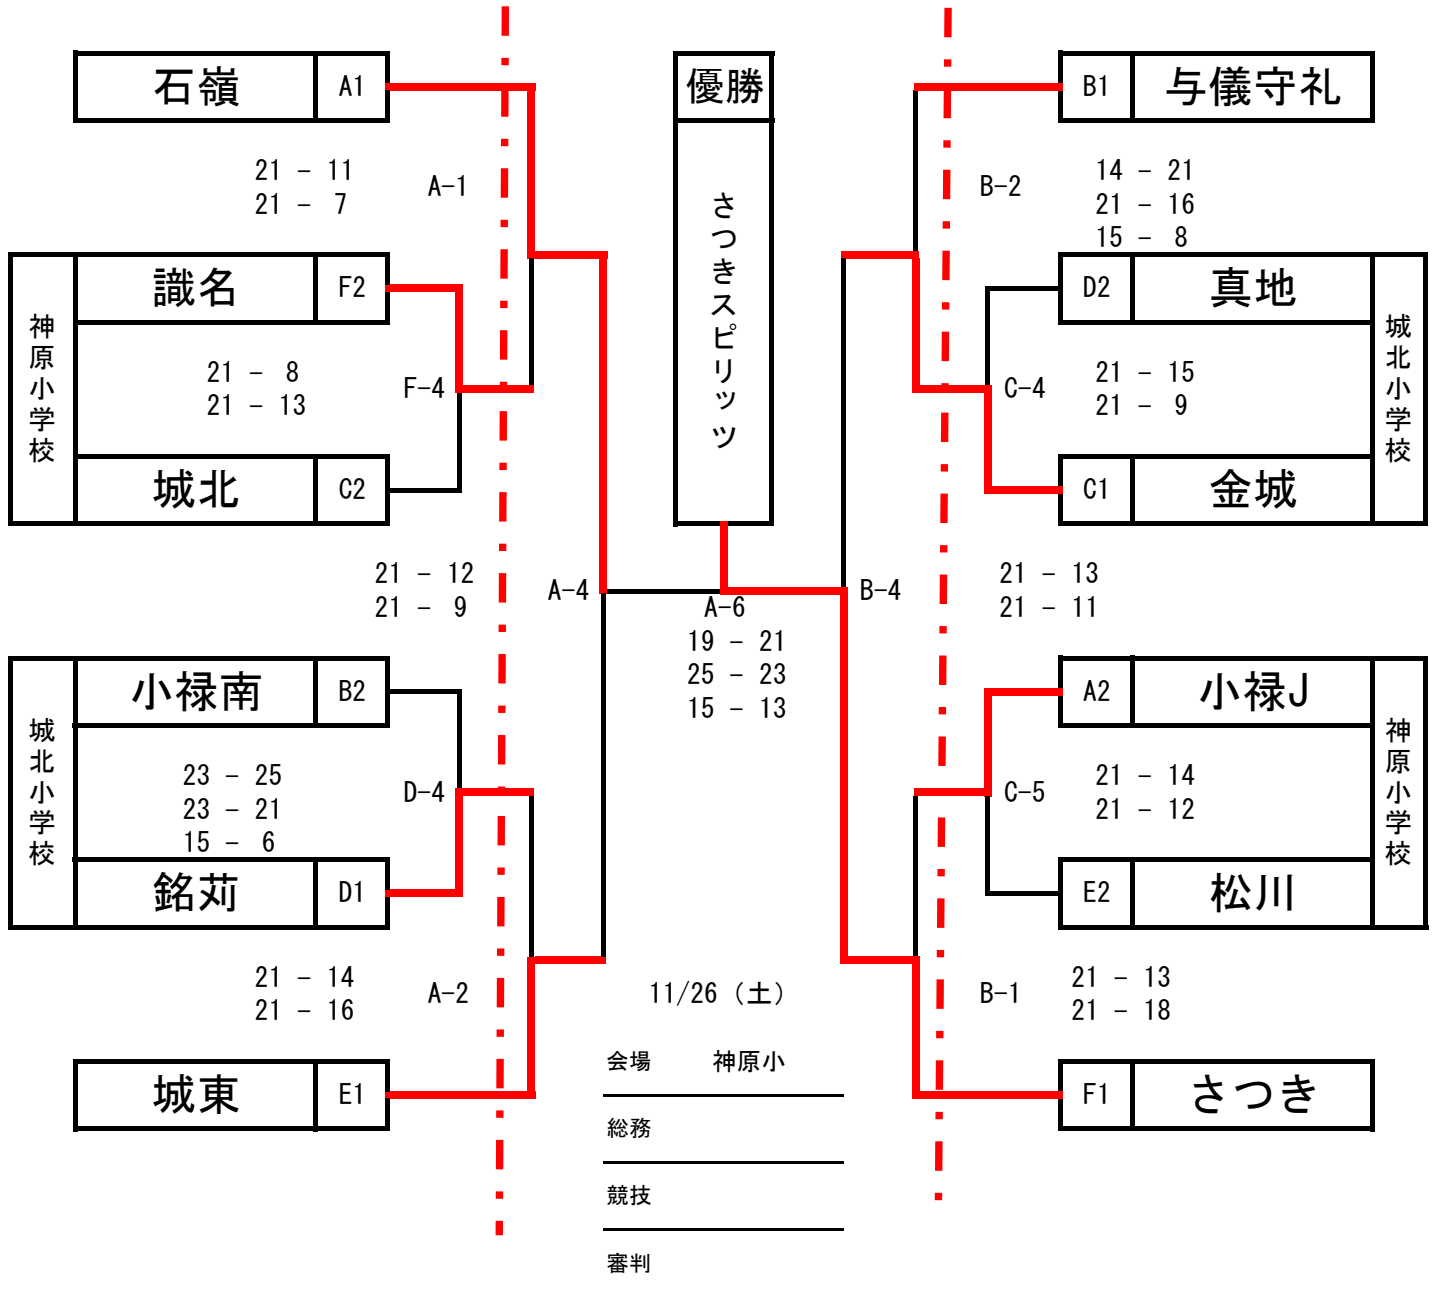 石嶺 A1
21 − 11
21 − 7
A−1
神原小学校
識名 F2
21 − 8
21 − 13
F−4
城北 C2
21 − 12
21 − 9
A−4
城北小学校
小禄南 B2
23 − 25
23 − 21
15 − 6
D−4
銘苅 D1
21 − 14
21 − 16
A−2
城東 E1
優勝
さつきスピリッツ
A−6
19 − 21
25 − 23
15 − 13
11/26（土）
会場 神原小
総務
競技
審判
B1 与儀守礼
B−2
14 − 21
21 − 16
15 − 8
D2 真地
城北小学校
C−4
21 − 15
21 − 9
C1 金城
B−4
21 − 13
21 − 11
A2 小禄J
神原小学校
C−5
21 − 14
21 − 12
E2 松川
B−1
21 − 13
21 − 18
F1 さつき